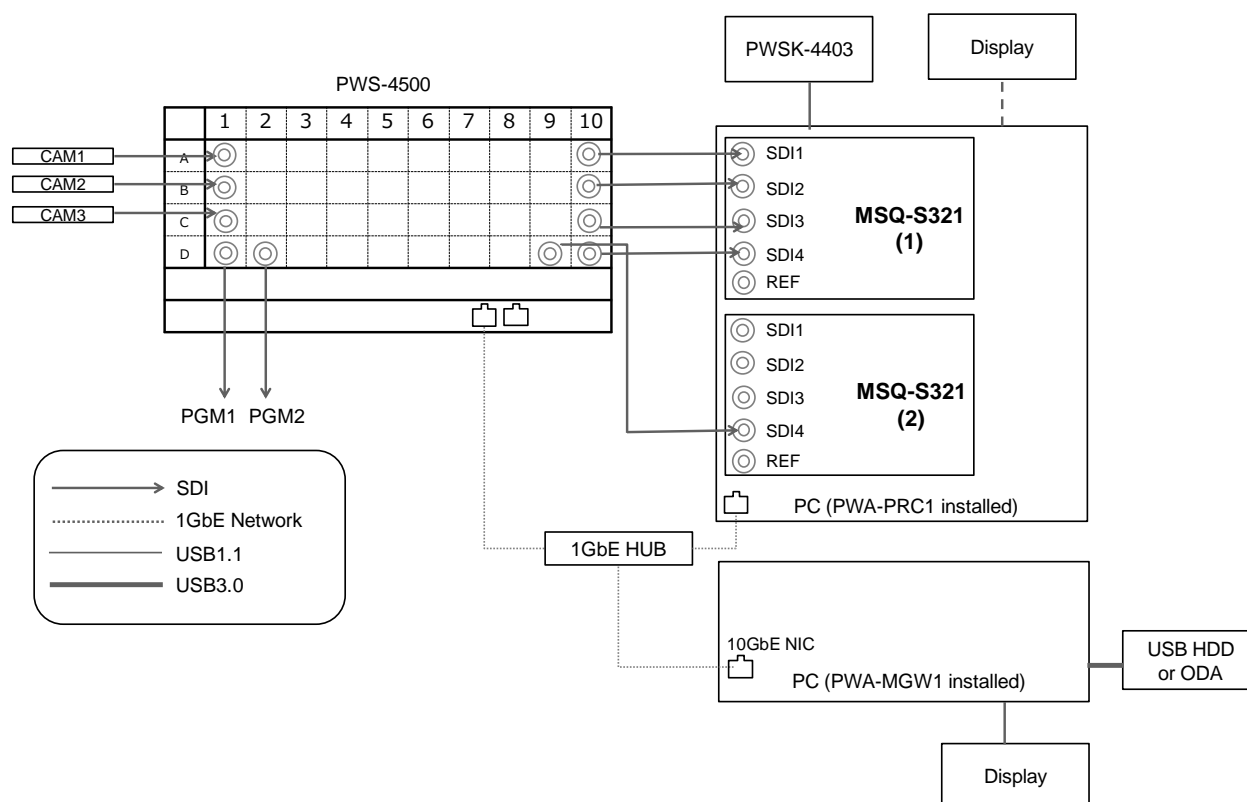 PWSK-4403
Display
PWS-4500
1 2 3 4 5 6 7 8 9 10
CAM1
A
CAM2
B
CAM3
C
D
SDI1
SDI2
SDI3
SDI4
REF
MSQ-S321
(1)
SDI1
SDI2
SDI3
SDI4
REF
MSQ-S321
(2)
PC (PWA-PRC1 installed)
PGM1 PGM2
SDI
1GbE Network
USB1.1
USB3.0
1GbE HUB
10GbE NIC
PC (PWA-MGW1 installed)
USB HDD
or ODA
Display